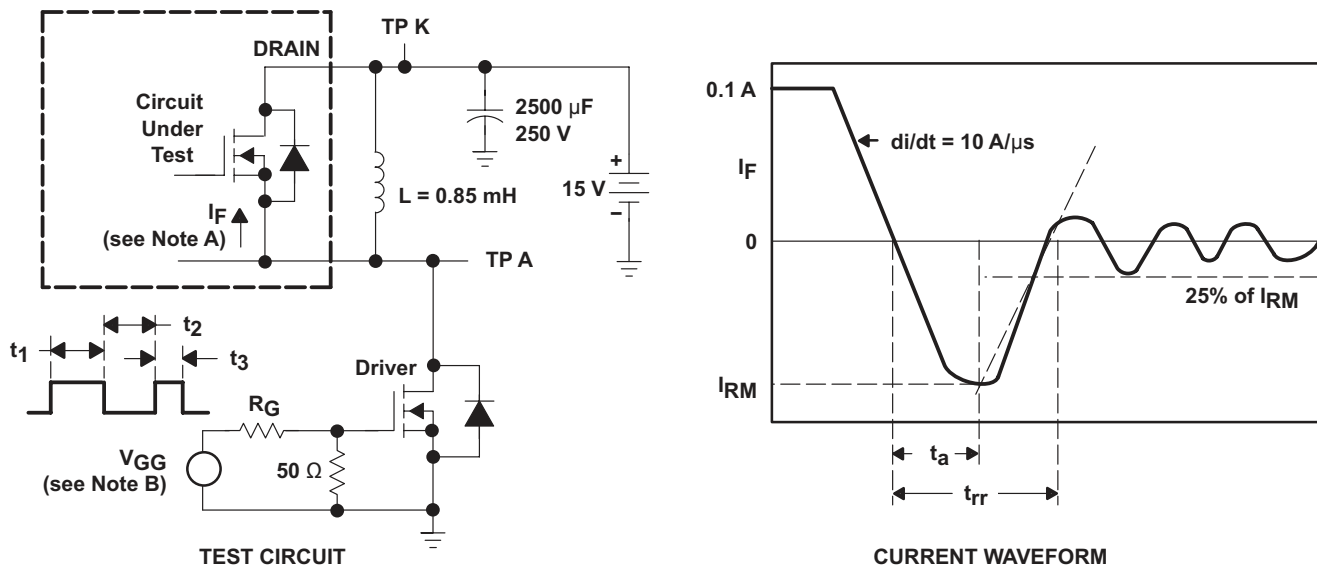 TP K
DRAIN
Circuit
Under
Test
2500 µF
250 V
+
15 V
–
L = 0.85 mH
IF
(see Note A)
TP A
t2
t1
t3
Driver
RG
VGG
(see Note B)
50 Ω
TEST CIRCUIT
0.1 A
di/dt = 10 A/µs
IF
0
25% of IRM
IRM
ta
trr
CURRENT WAVEFORM